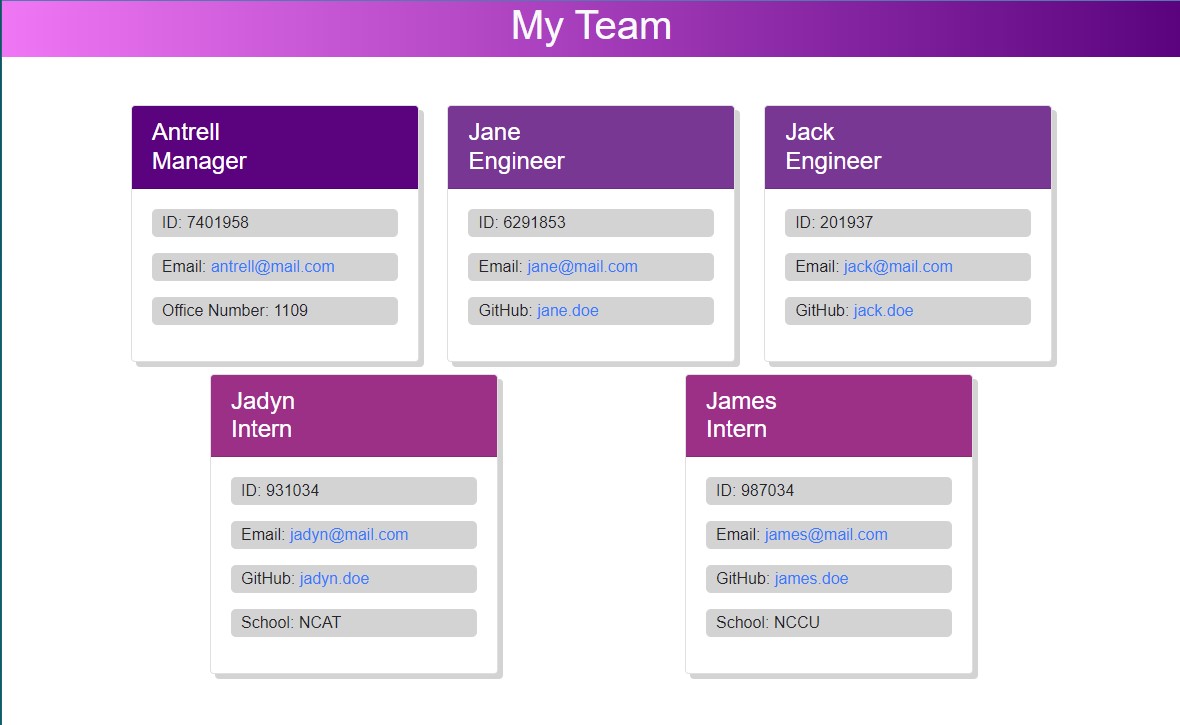 My Team
Antrell
Manager
ID: 7401958
Email: antrell@mail.com
Office Number: 1109
Jane
Engineer
ID: 6291853
Email: jane@mail.com
GitHub: jane.doe
Jack
Engineer
ID: 201937
Email: jack@mail.com
GitHub: jack.doe
Jadyn
Intern
ID: 931034
Email: jadyn@mail.com
GitHub: jadyn.doe
School: NCAT
James
Intern
ID: 987034
Email: james@mail.com
GitHub: james.doe
School: NCCU